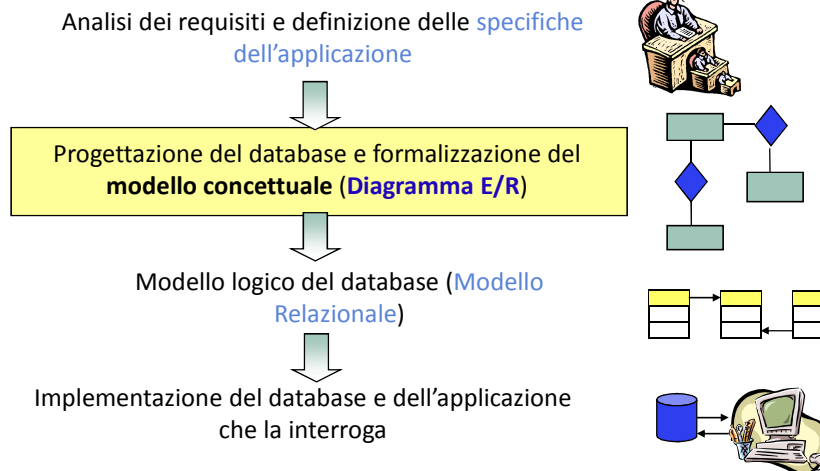 Analisi dei requisiti e definizione delle specifiche
dell’applicazione
Progettazione del database e formalizzazione del
modello concettuale (Diagramma E/R)
Modello logico del database (Modello
Relazionale)
Implementazione del database e dell’applicazione
che la interroga